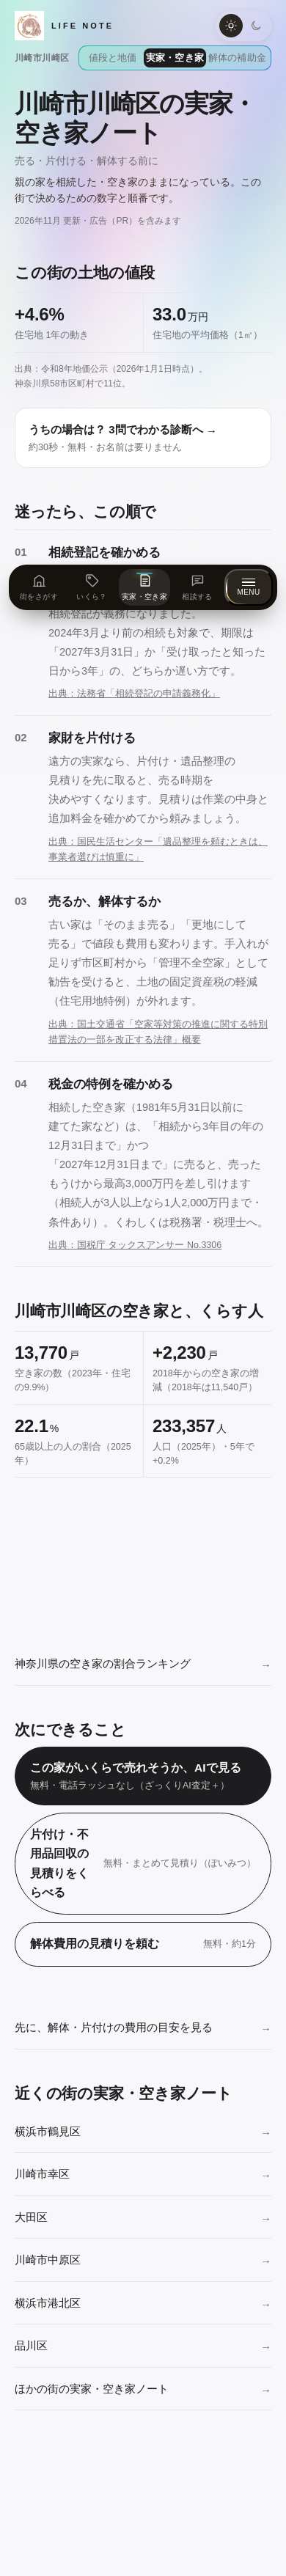 LIFE NOTE
川崎市川崎区
値段と地価
実家・空き家
解体の補助金
川崎市川崎区の実家・
空き家ノート
売る・片付ける・解体する前に
親の家を相続した・空き家のままになっている。この
街で決めるための数字と順番です。
2026年11月 更新・広告（PR）を含みます
この街の土地の値段
+4.6%
住宅地 1年の動き
33.0万円
住宅地の平均価格（1㎡）
出典：令和8年地価公示（2026年1月1日時点）。
神奈川県58市区町村で11位。
うちの場合は？ 3問でわかる診断へ →
約30秒・無料・お名前は要りません
迷ったら、この順で
01
相続登記を確かめる
街をさがす
いくら？
実家・空き家
相談する
MENU
相続登記が義務になりました。
2024年3月より前の相続も対象で、期限は
「2027年3月31日」か「受け取ったと知った
日から3年」の、どちらか遅い方です。
出典：法務省「相続登記の申請義務化」
02
家財を片付ける
遠方の実家なら、片付け・遺品整理の
見積りを先に取ると、売る時期を
決めやすくなります。見積りは作業の中身と
追加料金を確かめてから頼みましょう。
出典：国民生活センター「遺品整理を頼むときは、
事業者選びは慎重に」
03
売るか、解体するか
古い家は「そのまま売る」「更地にして
売る」で値段も費用も変わります。手入れが
足りず市区町村から「管理不全空家」として
勧告を受けると、土地の固定資産税の軽減
（住宅用地特例）が外れます。
出典：国土交通省「空家等対策の推進に関する特別
措置法の一部を改正する法律」概要
04
税金の特例を確かめる
相続した空き家（1981年5月31日以前に
建てた家など）は、「相続から3年目の年の
12月31日まで」かつ
「2027年12月31日まで」に売ると、売った
もうけから最高3,000万円を差し引けます
（相続人が3人以上なら1人2,000万円まで・
条件あり）。くわしくは税務署・税理士へ。
出典：国税庁 タックスアンサー No.3306
川崎市川崎区の空き家と、くらす人
13,770戸
空き家の数（2023年・住宅
の9.9%）
+2,230戸
2018年からの空き家の増
減（2018年は11,540戸）
22.1%
65歳以上の人の割合（2025
年）
233,357人
人口（2025年）・5年で
+0.2%
神奈川県の空き家の割合ランキング →
次にできること
この家がいくらで売れそうか、AIで見る
無料・電話ラッシュなし（ざっくりAI査定＋）
片付け・不
用品回収の
見積りをく
らべる
無料・まとめて見積り（ぽいみつ）
解体費用の見積りを頼む
無料・約1分
先に、解体・片付けの費用の目安を見る →
近くの街の実家・空き家ノート
横浜市鶴見区 →
川崎市幸区 →
大田区 →
川崎市中原区 →
横浜市港北区 →
品川区 →
ほかの街の実家・空き家ノート →